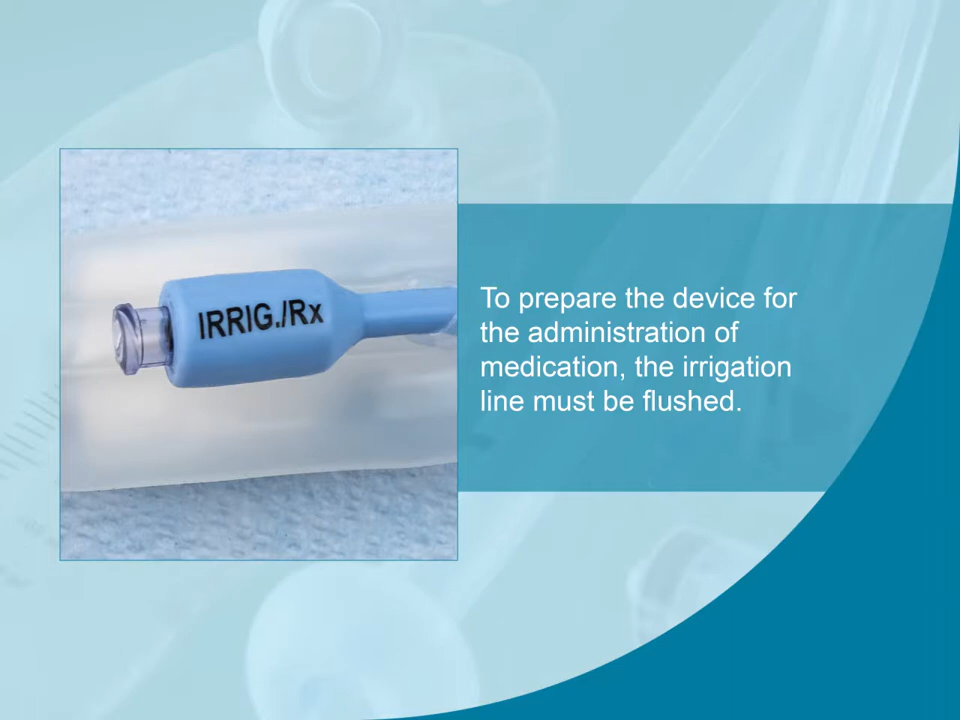 IRRIG./Rx
To prepare the device for
the administration of
medication, the irrigation
line must be flushed.